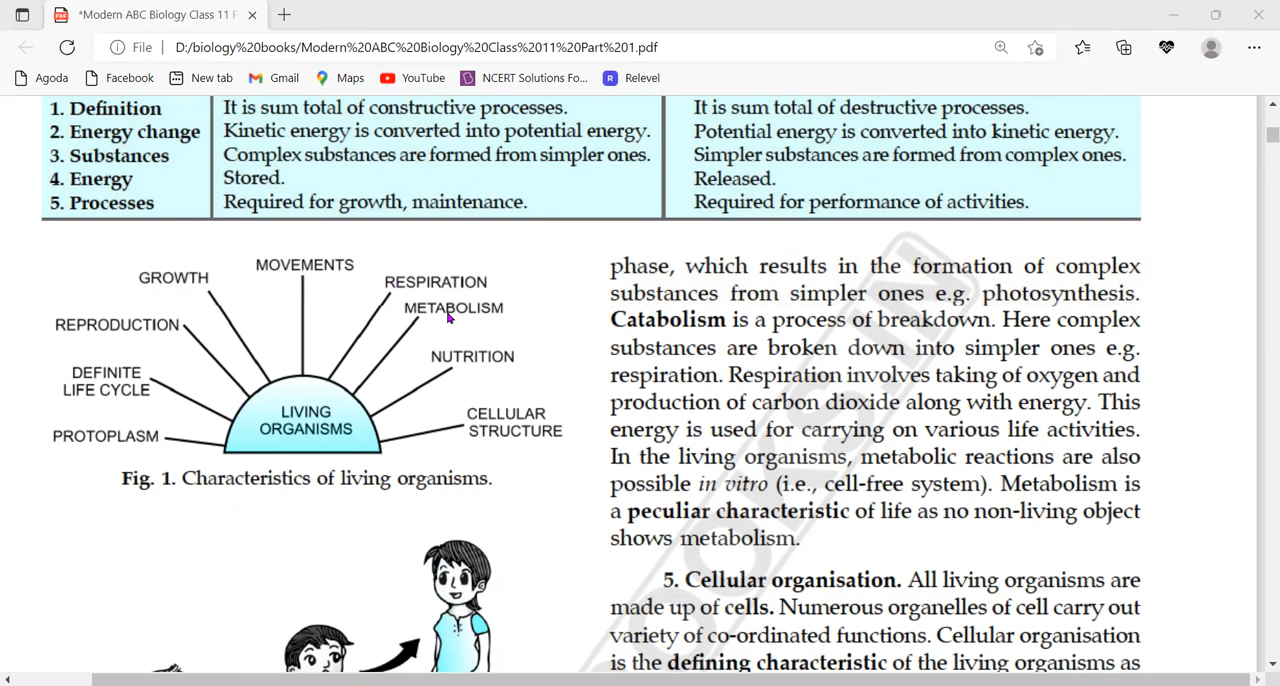 *Modern ABC Biology Class 11 P
File
D:/biology%20books/Modern%20ABC%20Biology%20Class%2011%20Part%201.pdf
Agoda
Facebook
New tab
Gmail
Maps
YouTube
NCERT Solutions Fo...
Relevel
1. Definition It is sum total of constructive processes. It is sum total of destructive processes.
2. Energy change Kinetic energy is converted into potential energy. Potential energy is converted into kinetic energy.
3. Substances Complex substances are formed from simpler ones. Simpler substances are formed from complex ones.
4. Energy Stored. Released.
5. Processes Required for growth, maintenance. Required for performance of activities.
MOVEMENTS
GROWTH
RESPIRATION
METABOLISM
REPRODUCTION
NUTRITION
DEFINITE
LIFE CYCLE
LIVING
ORGANISMS
CELLULAR
STRUCTURE
PROTOPLASM
Fig. 1. Characteristics of living organisms.
phase, which results in the formation of complex
substances from simpler ones e.g. photosynthesis.
Catabolism is a process of breakdown. Here complex
substances are broken down into simpler ones e.g.
respiration. Respiration involves taking of oxygen and
production of carbon dioxide along with energy. This
energy is used for carrying on various life activities.
In the living organisms, metabolic reactions are also
possible in vitro (i.e., cell-free system). Metabolism is
a peculiar characteristic of life as no non-living object
shows metabolism.
5. Cellular organisation. All living organisms are
made up of cells. Numerous organelles of cell carry out
variety of co-ordinated functions. Cellular organisation
is the defining characteristic of the living organisms as
OOKS.IN